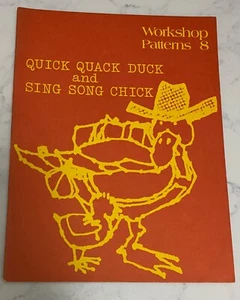 Workshop
Patterns 8
QUICK QUACK DUCK
and
SING SONG CHICK